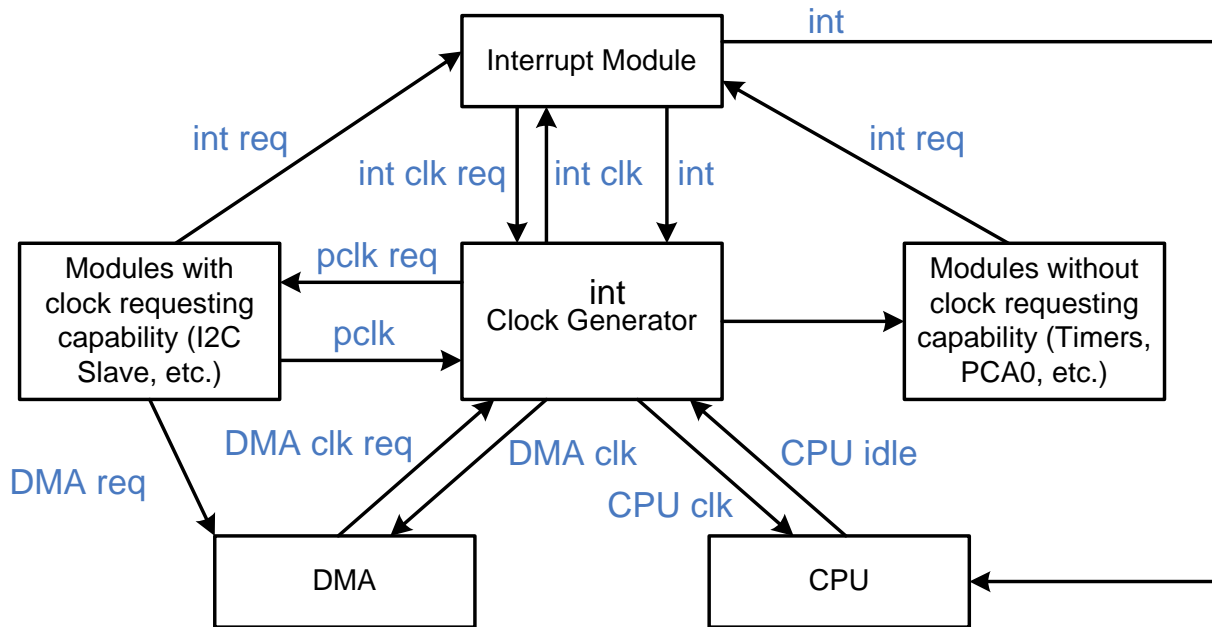 int
Interrupt Module
int req
int clk req
int clk
int
int req
Modules with
clock requesting
capability (I2C
Slave, etc.)
pclk req
pclk
int
Clock Generator
Modules without
clock requesting
capability (Timers,
PCA0, etc.)
DMA req
DMA clk req
DMA clk
CPU clk
CPU idle
DMA
CPU